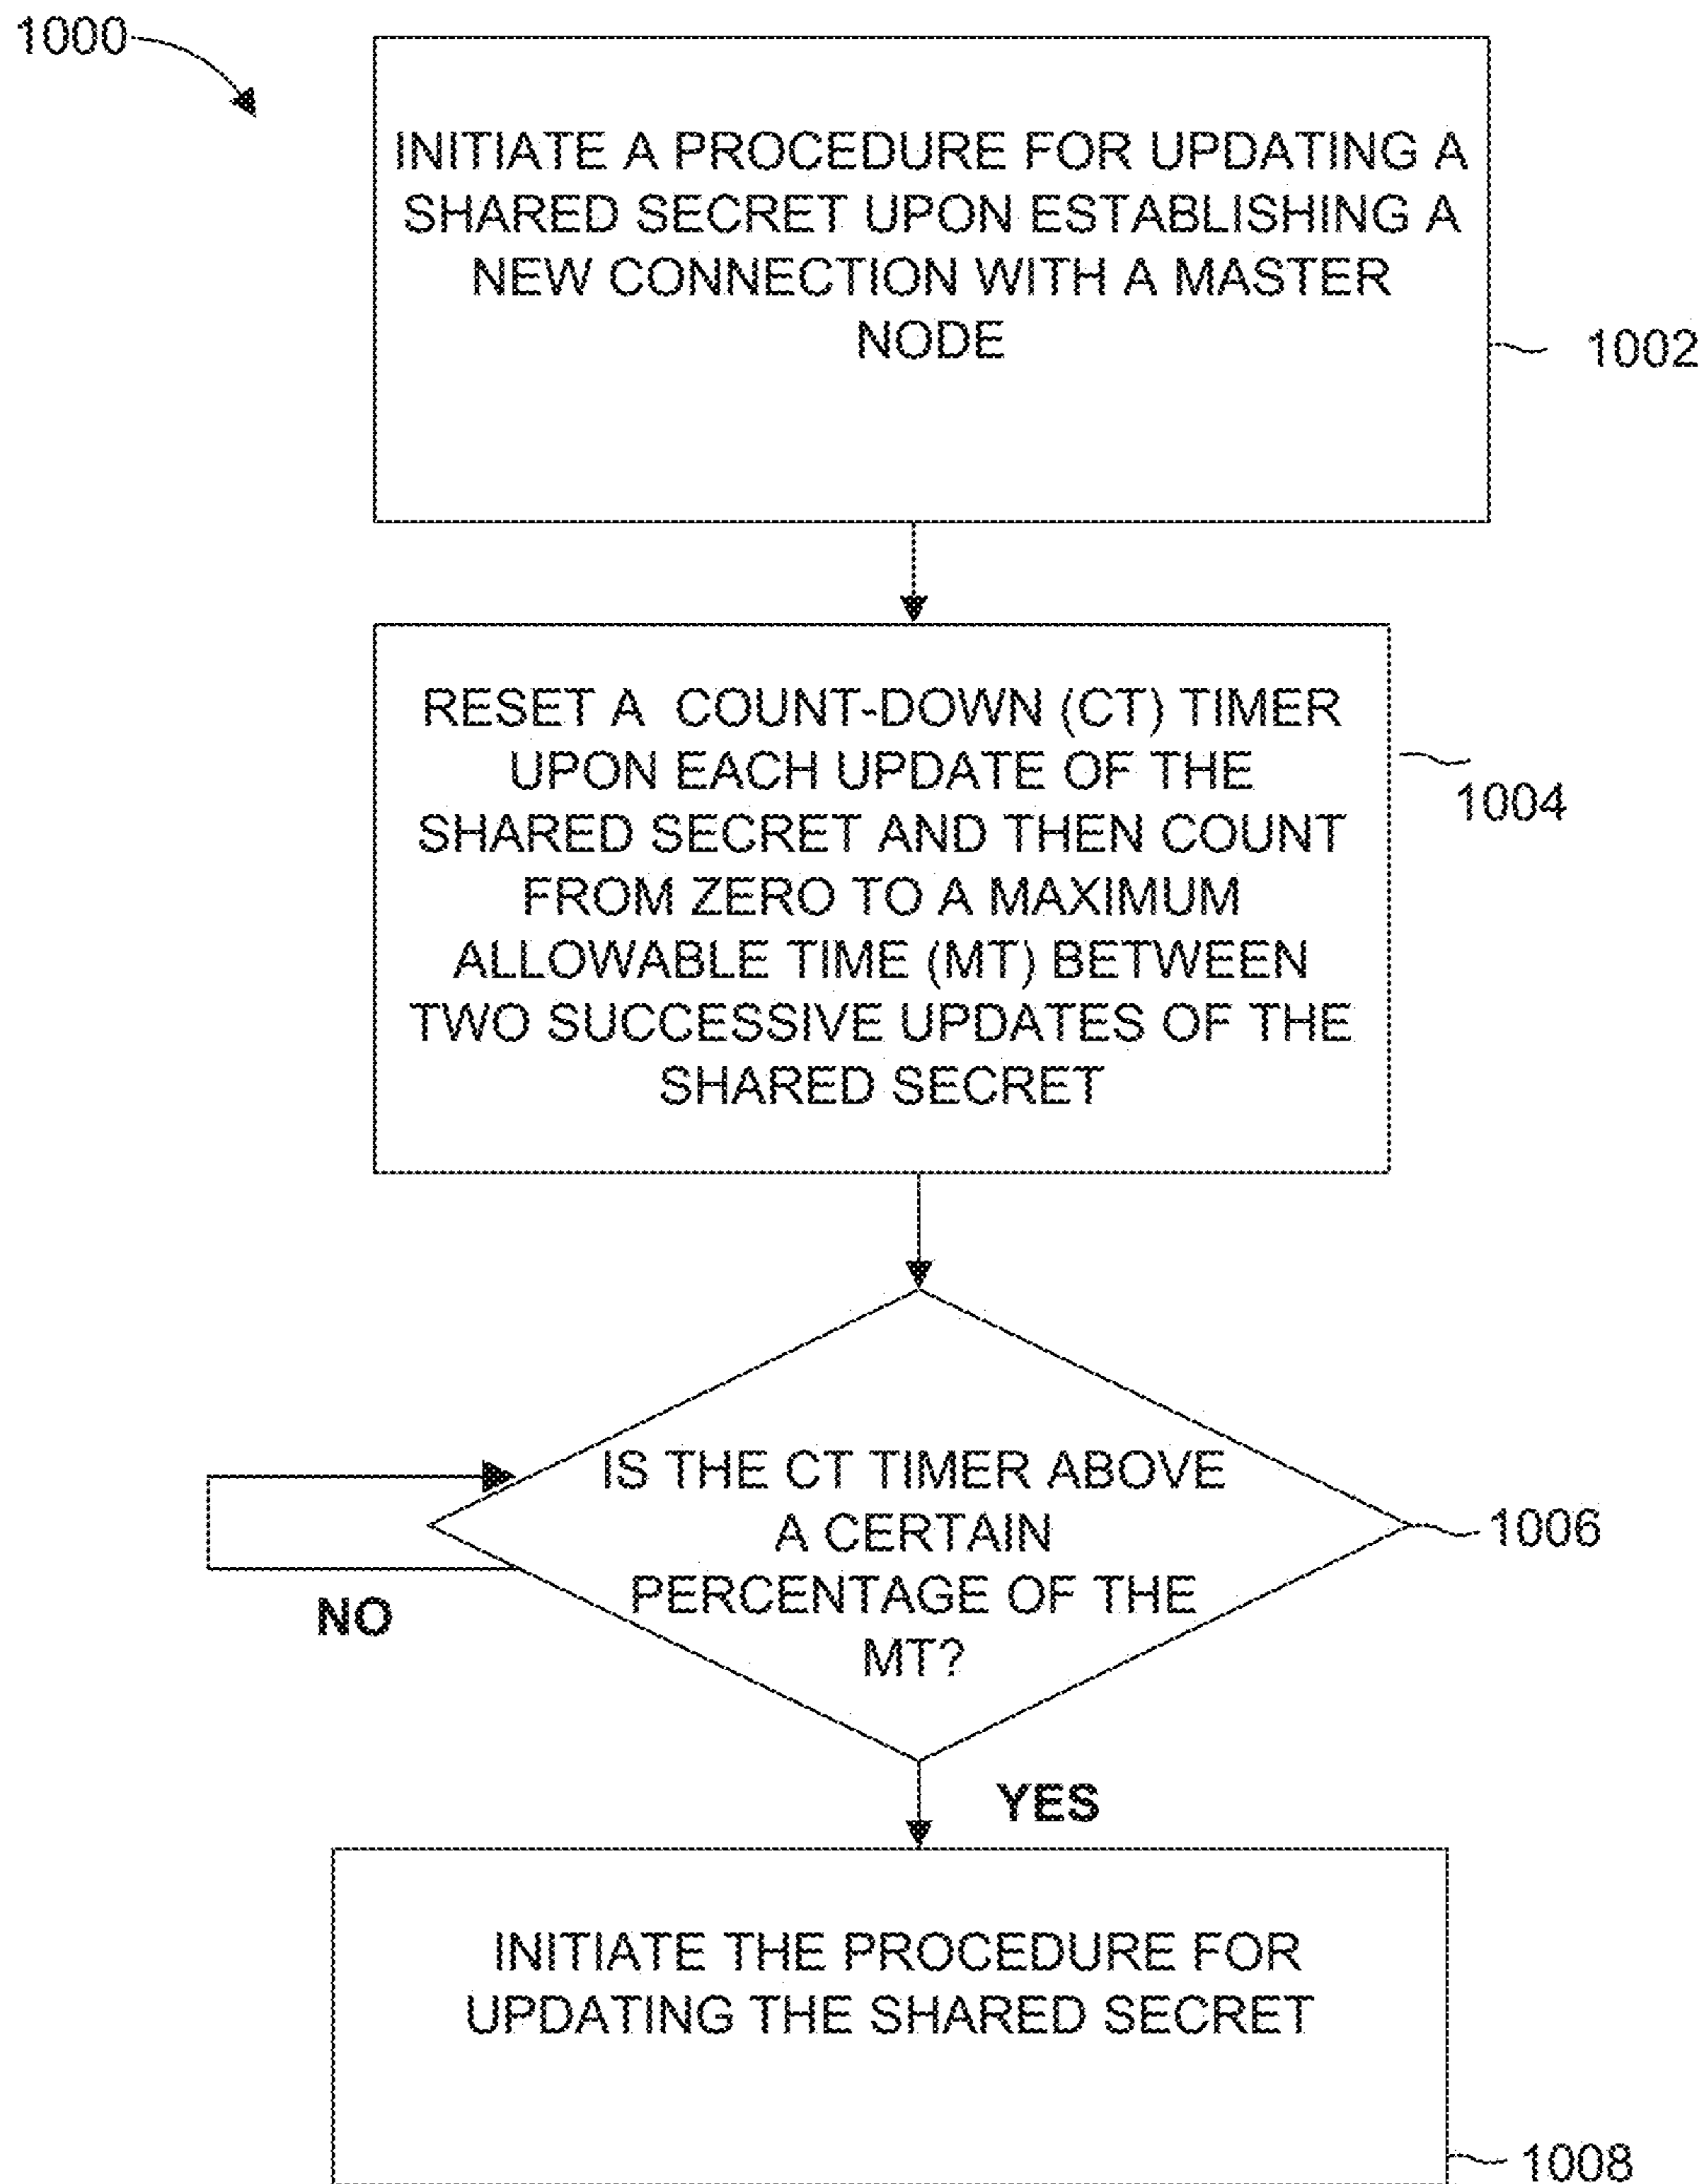 1000
INITIATE A PROCEDURE FOR UPDATING A
SHARED SECRET UPON ESTABLISHING A
NEW CONNECTION WITH A MASTER
NODE
1002
RESET A COUNT-DOWN (CT) TIMER
UPON EACH UPDATE OF THE
SHARED SECRET AND THEN COUNT
FROM ZERO TO A MAXIMUM
ALLOWABLE TIME (MT) BETWEEN
TWO SUCCESSIVE UPDATES OF THE
SHARED SECRET
1004
IS THE CT TIMER ABOVE
A CERTAIN
PERCENTAGE OF THE
MT?
1006
NO
YES
INITIATE THE PROCEDURE FOR
UPDATING THE SHARED SECRET
1008